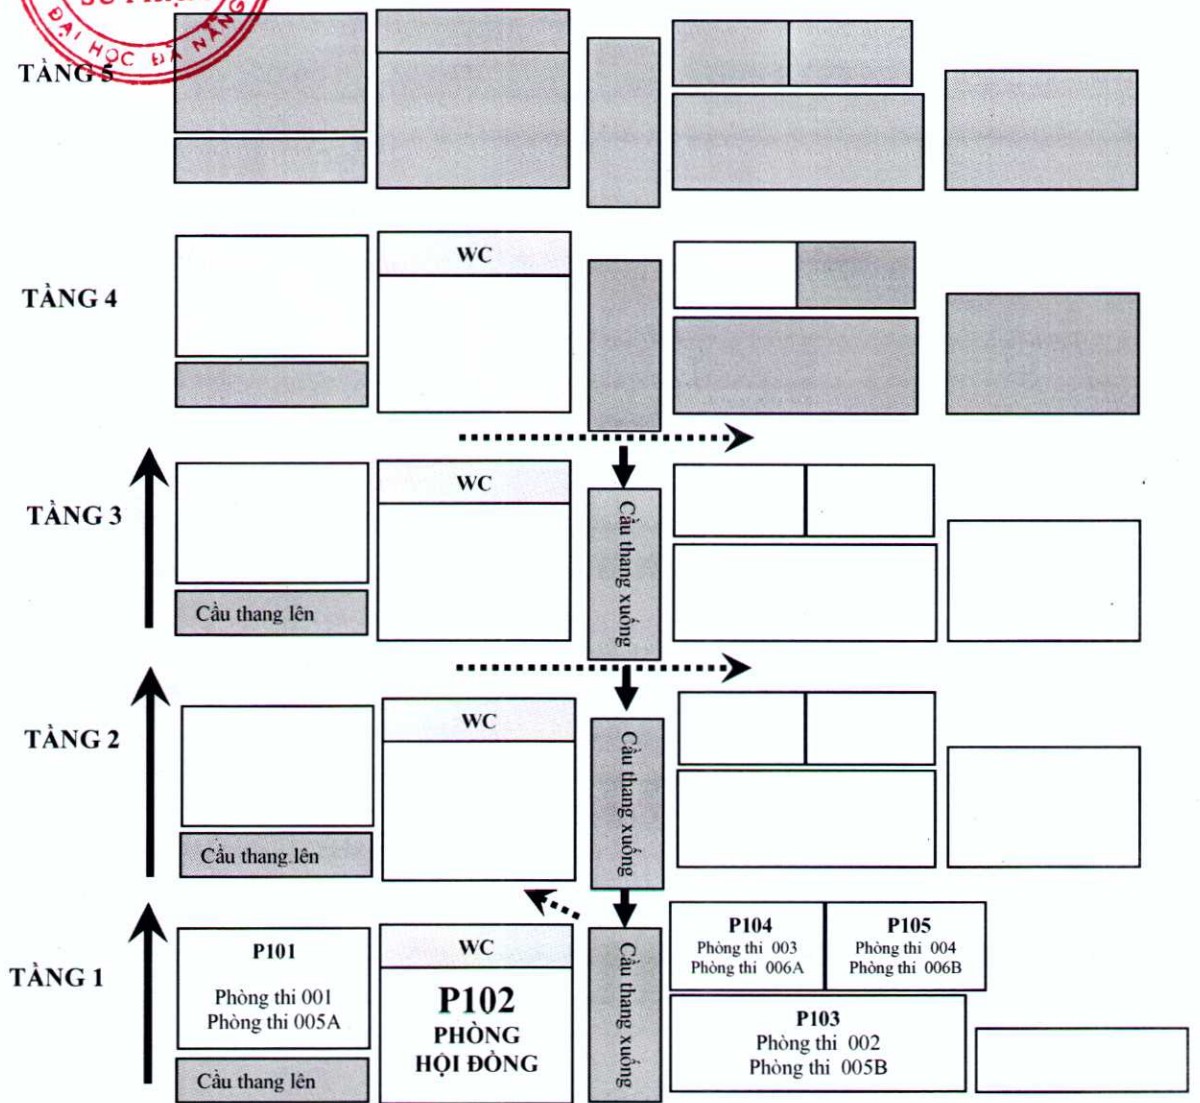 ĐẠI HỌC ĐÀ NẴNG
TẦNG 5
WC
TẦNG 4
WC
TẦNG 3
Cầu thang xuống
Cầu thang lên
WC
TẦNG 2
Cầu thang xuống
Cầu thang lên
P101
Phòng thi 001
Phòng thi 005A
WC
P102
PHÒNG
HỘI ĐỒNG
Cầu thang xuống
P104
Phòng thi 003
Phòng thi 006A
P105
Phòng thi 004
Phòng thi 006B
TẦNG 1
P103
Phòng thi 002
Phòng thi 005B
Cầu thang lên